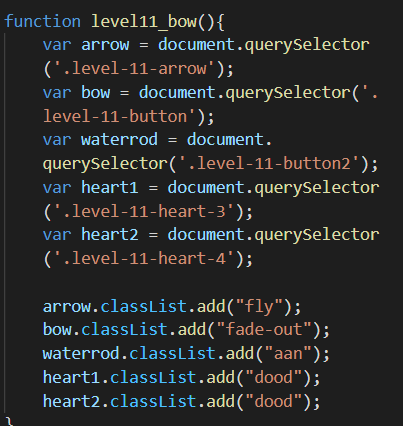 function level11_bow(){
var arrow = document.querySelector
('.level-11-arrow');
var bow = document.querySelector('.
level-11-button');
var waterrod = document.
querySelector('.level-11-button2');
var heart1 = document.querySelector
('.level-11-heart-3');
var heart2 = document.querySelector
('.level-11-heart-4');
arrow.classList.add("fly");
bow.classList.add("fade-out");
waterrod.classList.add("aan");
heart1.classList.add("dood");
heart2.classList.add("dood");
}